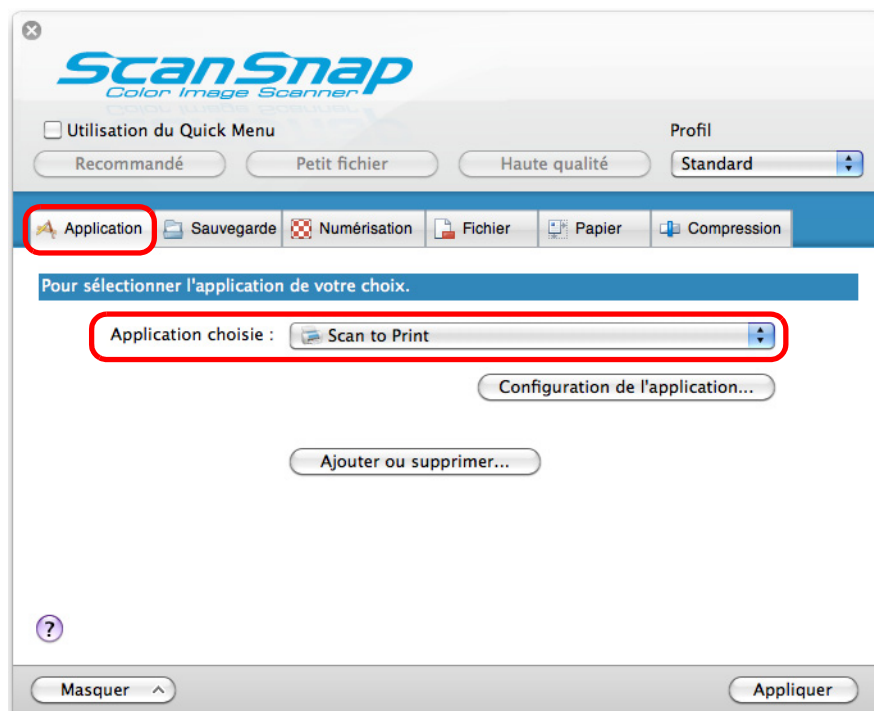 ScanSnap
Color Image Scanner
Utilisation du Quick Menu
Profil
Recommandé Petit fichier Haute qualité Standard
Application Sauvegarde Numérisation Fichier Papier Compression
Pour sélectionner l'application de votre choix.
Application choisie : Scan to Print
Configuration de l'application...
Ajouter ou supprimer...
?
Masquer Appliquer